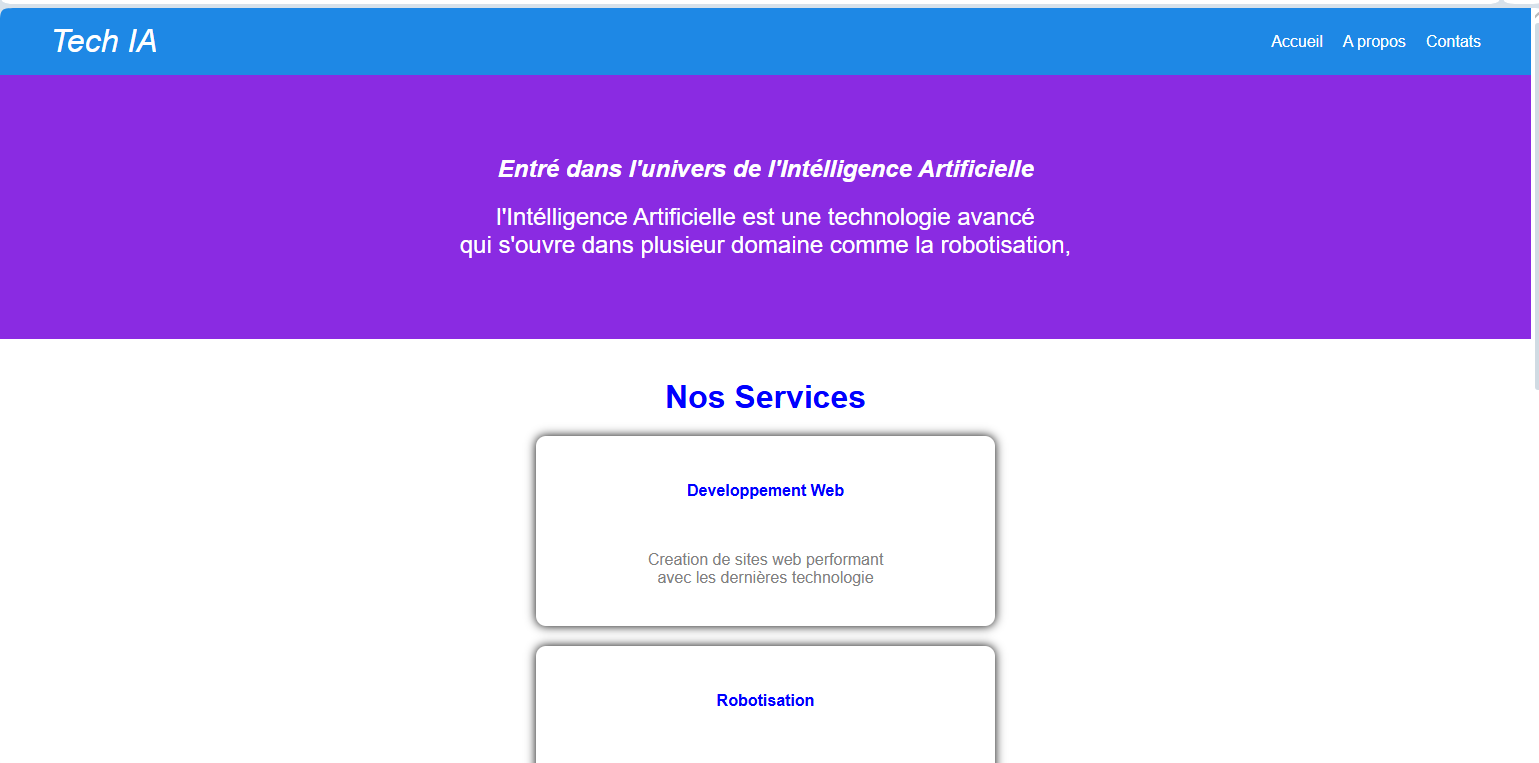 Tech IA
Accueil A propos Contats
Entré dans l'univers de l'Intélligence Artificielle
l'Intélligence Artificielle est une technologie avancé
qui s'ouvre dans plusieur domaine comme la robotisation,
Nos Services
Developpement Web
Creation de sites web performant
avec les dernières technologie
Robotisation